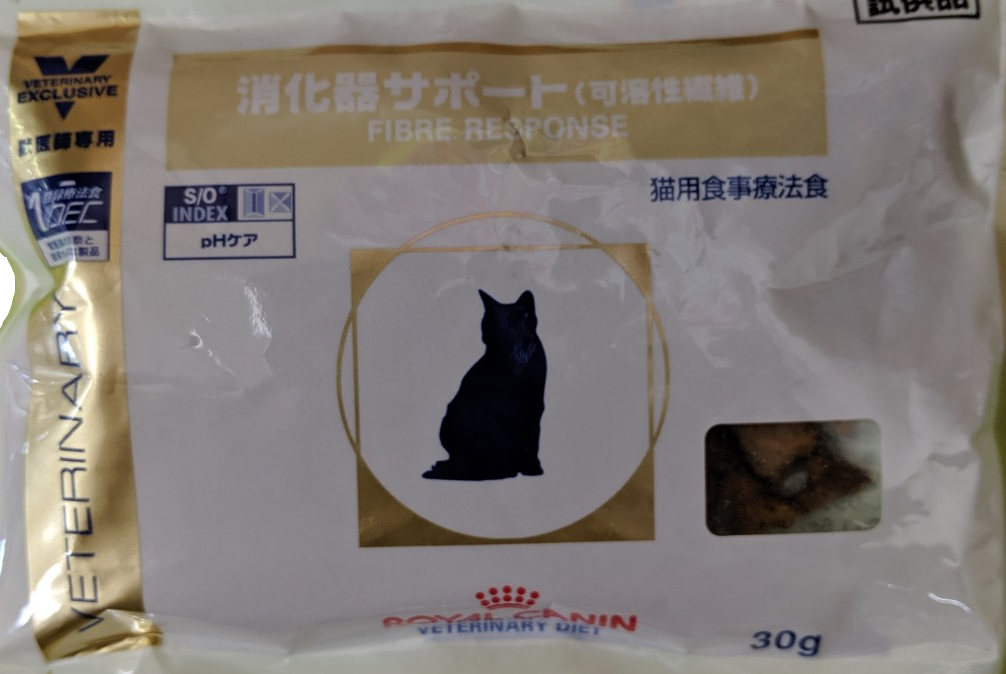 試供品
VETERINARY
EXCLUSIVE
獣医師専用
消化器サポート(可溶性繊維)
FIBRE RESPONSE
猫用食事療法食
S/O®
INDEX
pHケア
VETERINARY
ROYAL CANIN
VETERINARY DIET
30g